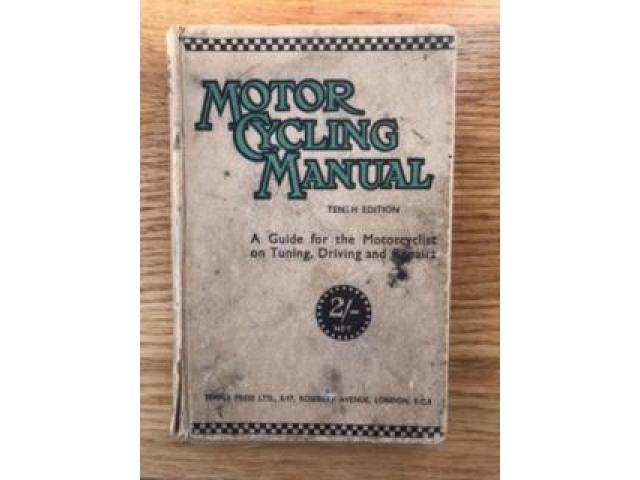 MOTOR
CYCLING
MANUAL
TENTH EDITION
A Guide for the Motorcyclist
on Tuning, Driving and Repairs
2/-
NET
TEMPLE PRESS LTD., 5-17, ROSEBERY AVENUE, LONDON, E.C.1